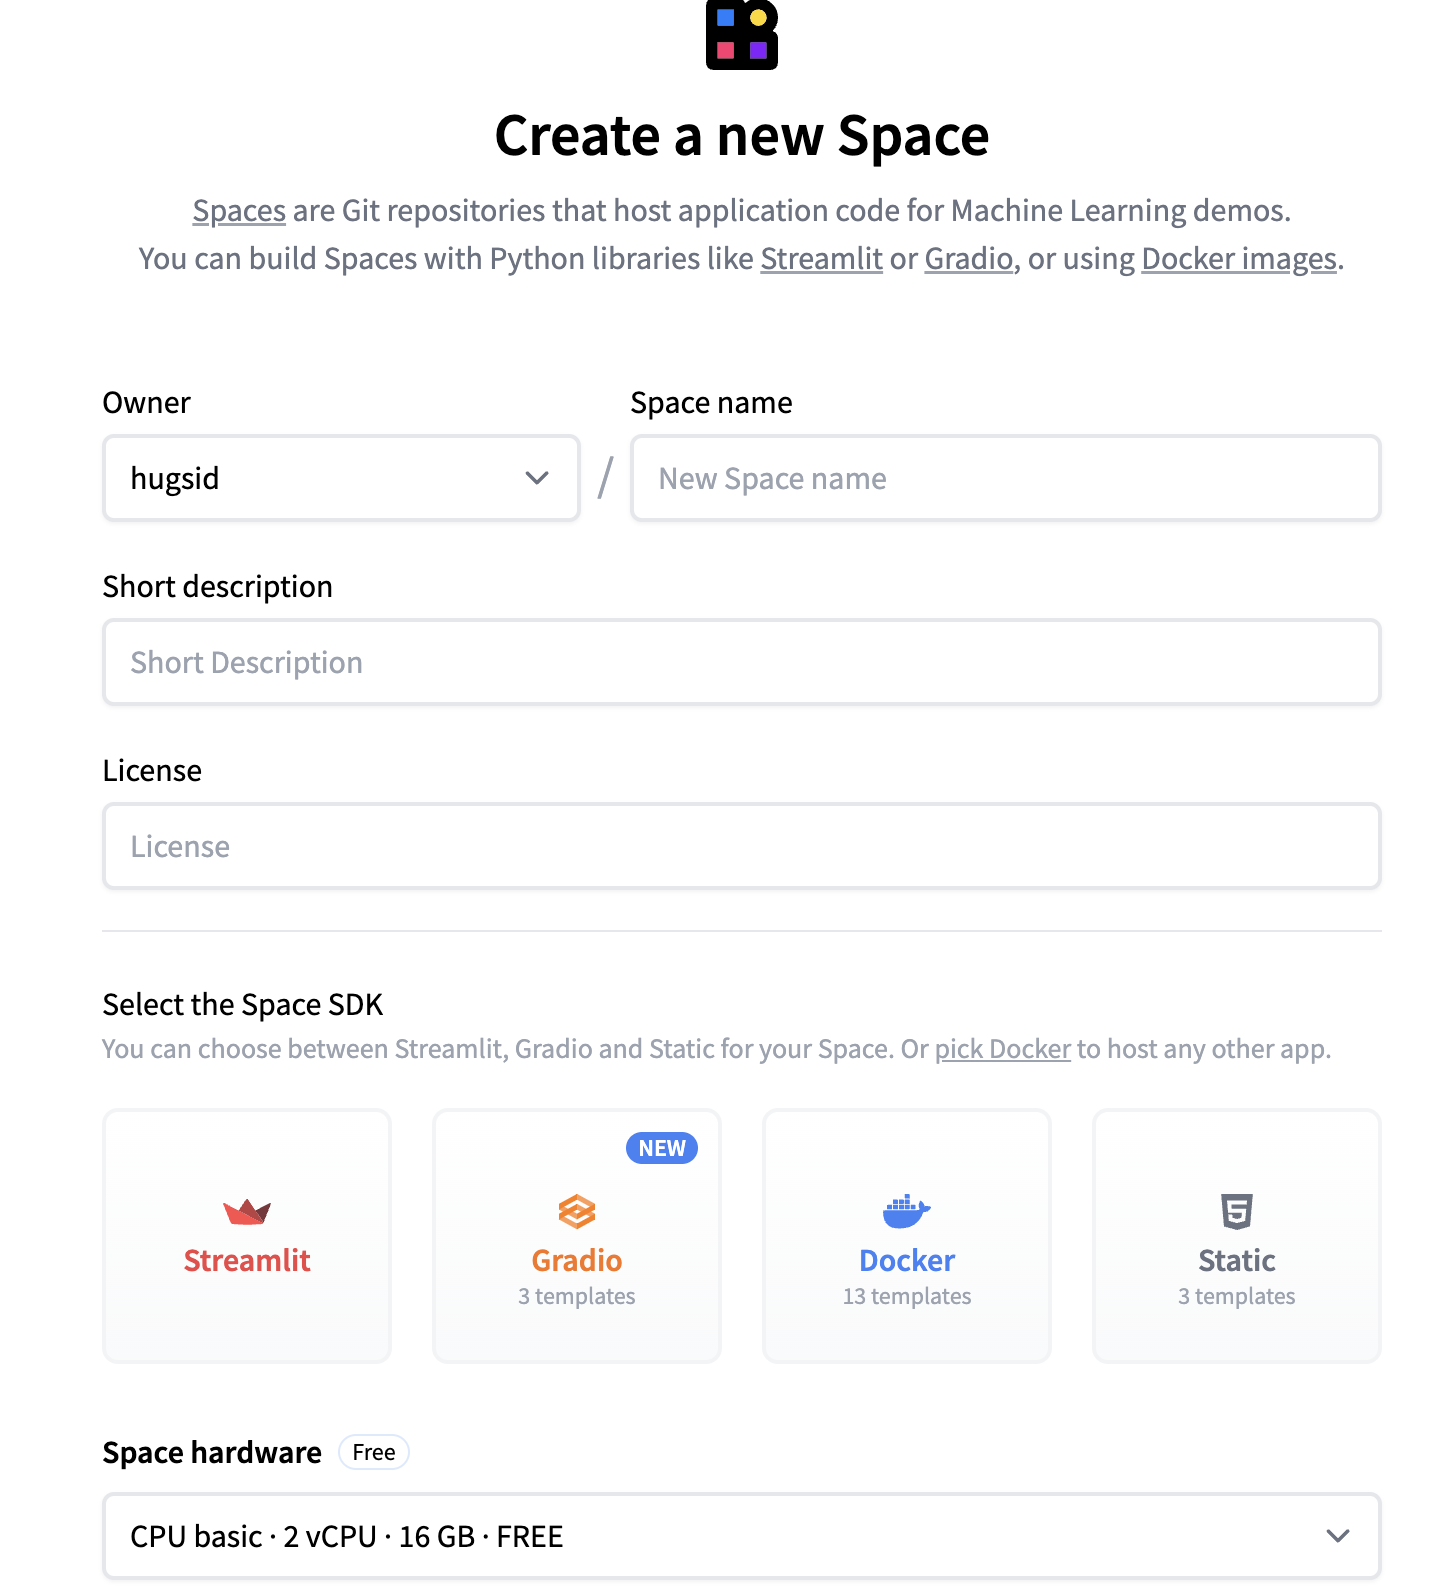 Create a new Space
Spaces are Git repositories that host application code for Machine Learning demos.
You can build Spaces with Python libraries like Streamlit or Gradio, or using Docker images.
Owner
Space name
hugsid
/
New Space name
Short description
Short Description
License
License
Select the Space SDK
You can choose between Streamlit, Gradio and Static for your Space. Or pick Docker to host any other app.
Streamlit
NEW
Gradio
3 templates
Docker
13 templates
Static
3 templates
Space hardware Free
CPU basic · 2 vCPU · 16 GB · FREE